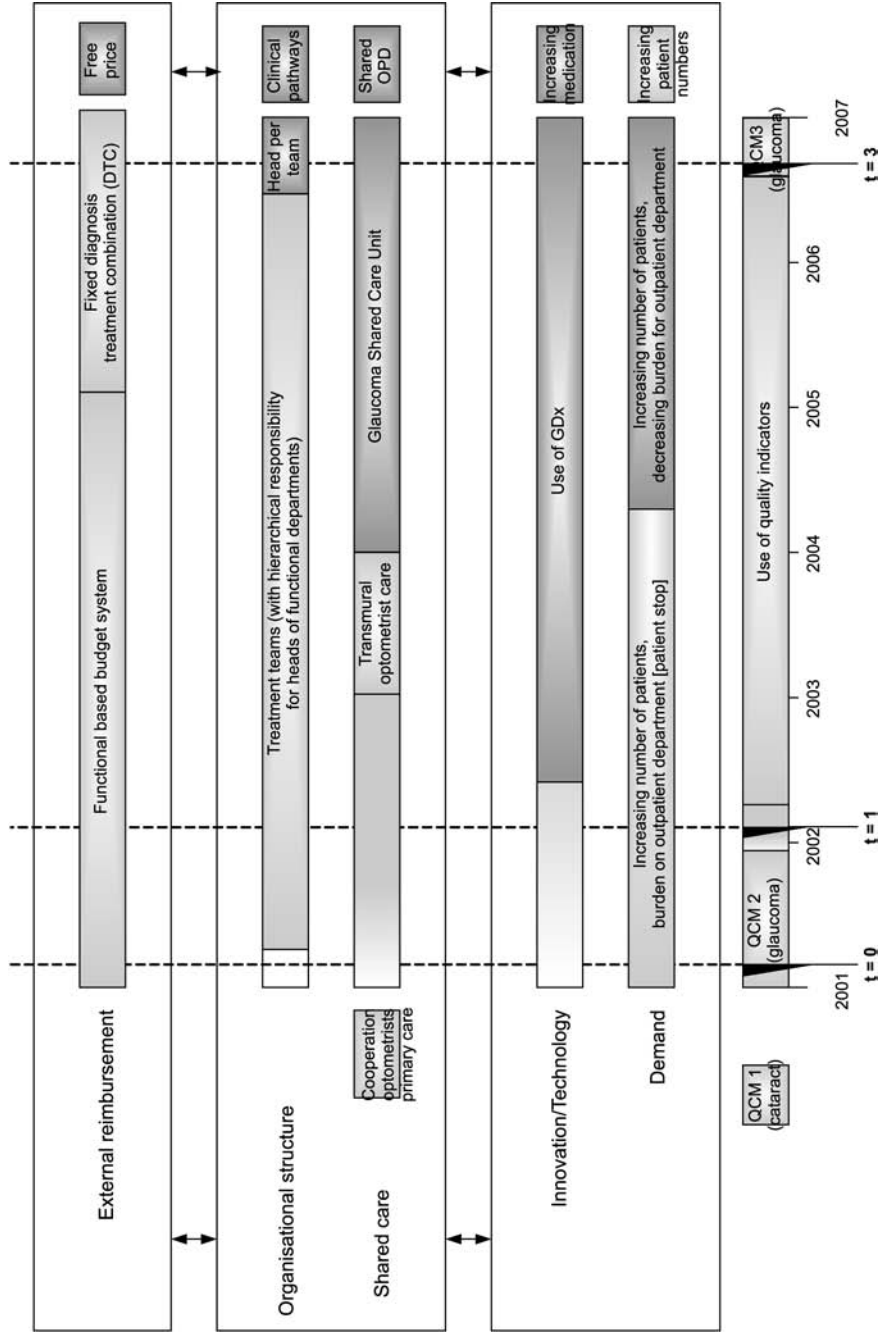 External reimbursement
Functional based budget system
Fixed diagnosis
treatment combination (DTC)
Free
price
Organisational structure
Treatment teams (with hierarchical responsibility
for heads of functional departments)
Head per
team
Clinical
pathways
Shared care
Cooperation
optometrists
primary care
Transmural
optometrist care
Glaucoma Shared Care Unit
Shared
OPD
Innovation/Technology
Use of GDx
Increasing
medication
Demand
Increasing number of patients,
burden on outpatient department [patient stop]
Increasing number of patients,
decreasing burden for outpatient department
Increasing
patient
numbers
QCM 1
(cataract)
QCM 2
(glaucoma)
Use of quality indicators
QCM3
(glaucoma)
2001
2002
2003
2004
2005
2006
2007
t = 0
t = 1
t = 3